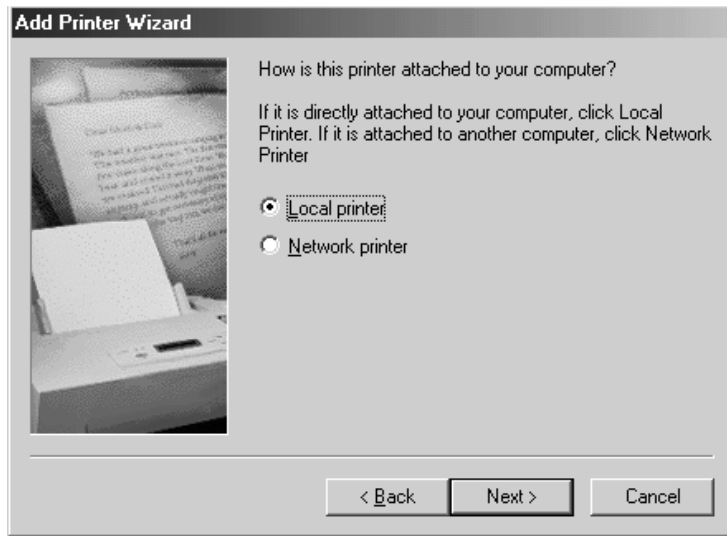 Add Printer Wizard
How is this printer attached to your computer?
If it is directly attached to your computer, click Local
Printer. If it is attached to another computer, click Network
Printer
Local printer
Network printer
< Back
Next >
Cancel